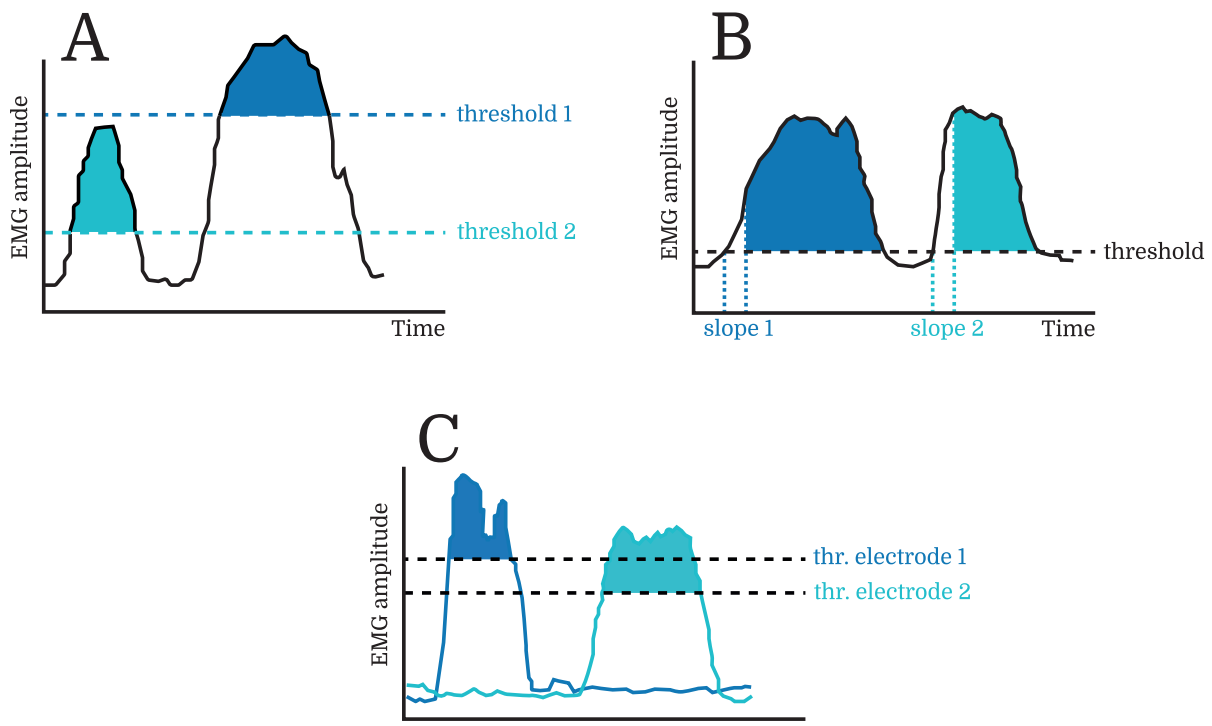 A
EMG amplitude
threshold 1
threshold 2
Time
B
EMG amplitude
threshold
slope 1
slope 2
Time
C
EMG amplitude
thr. electrode 1
thr. electrode 2